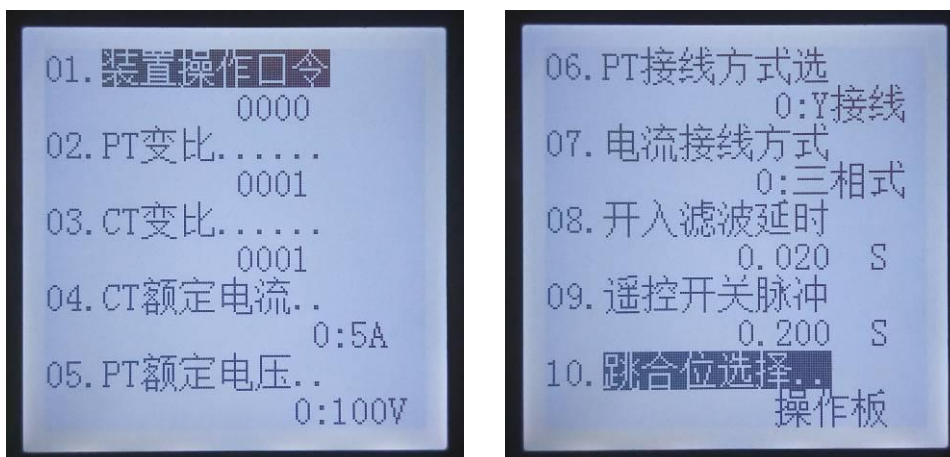 01.装置操作口令
0000
02.PT变比......
0001
03.CT变比......
0001
04.CT额定电流..
0:5A
05.PT额定电压..
0:100V
06.PT接线方式选
0:Y接线
07.电流接线方式
0:三相式
08.开入滤波延时
0.020 S
09.遥控开关脉冲
0.200 S
10.跳合位选择..
操作板